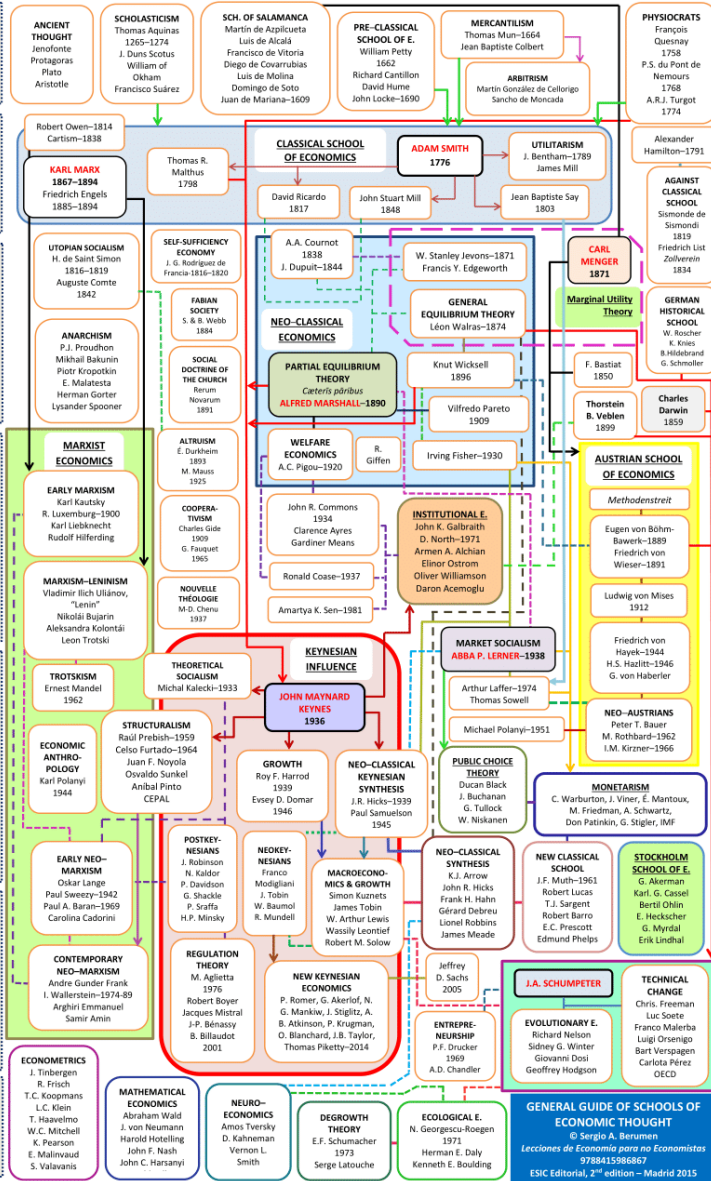 ANCIENT
THOUGHT
Jenofonte
Protagoras
Plato
Aristotle
SCHOLASTICISM
Thomas Aquinas
1265–1274
J. Duns Scotus
William of
Okham
Francisco Suárez
SCH. OF SALAMANCA
Martín de Azpilcueta
Luis de Alcalá
Francisco de Vitoria
Diego de Covarrubias
Luis de Molina
Domingo de Soto
Juan de Mariana–1609
PRE–CLASSICAL
SCHOOL OF E.
William Petty
1662
Richard Cantillon
David Hume
John Locke–1690
MERCANTILISM
Thomas Mun–1664
Jean Baptiste Colbert
ARBITRISM
Martín González de Cellorigo
Sancho de Moncada
PHYSIOCRATS
François
Quesnay
1758
P.S. du Pont de
Nemours
1768
A.R.J. Turgot
1774
Robert Owen–1814
Cartism–1838
KARL MARX
1867–1894
Friedrich Engels
1885–1894
Thomas R.
Malthus
1798
CLASSICAL SCHOOL
OF ECONOMICS
ADAM SMITH
1776
UTILITARISM
J. Bentham–1789
James Mill
David Ricardo
1817
John Stuart Mill
1848
Jean Baptiste Say
1803
Alexander
Hamilton–1791
AGAINST
CLASSICAL
SCHOOL
Sismonde de
Sismondi
1819
Friedrich List
Zollverein
1834
UTOPIAN SOCIALISM
H. de Saint Simon
1816–1819
Auguste Comte
1842
SELF-SUFFICIENCY
ECONOMY
J. G. Rodríguez de
Francia-1816–1820
A.A. Cournot
1838
J. Dupuit–1844
W. Stanley Jevons–1871
Francis Y. Edgeworth
CARL
MENGER
1871
Marginal Utility
Theory
FABIAN
SOCIETY
S. & B. Webb
1884
NEO–CLASSICAL
ECONOMICS
GENERAL
EQUILIBRIUM THEORY
Léon Walras–1874
GERMAN
HISTORICAL
SCHOOL
W. Roscher
K. Knies
B.Hildebrand
G. Schmoller
ANARCHISM
P.J. Proudhon
Mikhail Bakunin
Piotr Kropotkin
E. Malatesta
Herman Gorter
Lysander Spooner
SOCIAL
DOCTRINE OF
THE CHURCH
Rerum
Novarum
1891
PARTIAL EQUILIBRIUM
THEORY
Cæterīs pāribus
ALFRED MARSHALL–1890
Knut Wicksell
1896
F. Bastiat
1850
Vilfredo Pareto
1909
Thorstein
B. Veblen
1899
Charles
Darwin
1859
ALTRUISM
É. Durkheim
1893
M. Mauss
1925
WELFARE
ECONOMICS
A.C. Pigou–1920
R.
Giffen
Irving Fisher–1930
MARXIST
ECONOMICS
EARLY MARXISM
Karl Kautsky
R. Luxemburg–1900
Karl Liebknecht
Rudolf Hilferding
COOPERA-
TIVISM
Charles Gide
1909
G. Fauquet
1965
John R. Commons
1934
Clarence Ayres
Gardiner Means
INSTITUTIONAL E.
John K. Galbraith
D. North–1971
Armen A. Alchian
Elinor Ostrom
Oliver Williamson
Daron Acemoglu
AUSTRIAN SCHOOL
OF ECONOMICS
Methodenstreit
Eugen von Böhm-
Bawerk–1889
Friedrich von
Wieser–1891
MARXISM–LENINISM
Vladimir Ilich Uliánov,
“Lenin”
Nikolái Bujarin
Aleksandra Kolontái
Leon Trotski
NOUVELLE
THÉOLOGIE
M-D. Chenu
1937
Ronald Coase–1937
Amartya K. Sen–1981
Ludwig von Mises
1912
TROTSKISM
Ernest Mandel
1962
THEORETICAL
SOCIALISM
Michal Kalecki–1933
KEYNESIAN
INFLUENCE
JOHN MAYNARD
KEYNES
1936
MARKET SOCIALISM
ABBA P. LERNER–1938
Arthur Laffer–1974
Thomas Sowell
Michael Polanyi–1951
Friedrich von
Hayek–1944
H.S. Hazlitt–1946
G. von Haberler
NEO–AUSTRIANS
Peter T. Bauer
M. Rothbard–1962
I.M. Kirzner–1966
ECONOMIC
ANTHRO-
POLOGY
Karl Polanyi
1944
STRUCTURALISM
Raúl Prebish–1959
Celso Furtado–1964
Juan F. Noyola
Osvaldo Sunkel
Aníbal Pinto
CEPAL
GROWTH
Roy F. Harrod
1939
Evsey D. Domar
1946
NEO–CLASSICAL
KEYNESIAN
SYNTHESIS
J.R. Hicks–1939
Paul Samuelson
1945
PUBLIC CHOICE
THEORY
Ducan Black
J. Buchanan
G. Tullock
W. Niskanen
MONETARISM
C. Warburton, J. Viner, É. Mantoux,
M. Friedman, A. Schwartz,
Don Patinkin, G. Stigler, IMF
EARLY NEO–
MARXISM
Oskar Lange
Paul Sweezy–1942
Paul A. Baran–1969
Carolina Cadorini
POSTKEY-
NESIANS
J. Robinson
N. Kaldor
P. Davidson
G. Shackle
P. Sraffa
H.P. Minsky
NEOKEY-
NESIANS
Franco
Modigliani
J. Tobin
W. Baumol
R. Mundell
MACROECONO-
MICS & GROWTH
Simon Kuznets
James Tobin
W. Arthur Lewis
Wassily Leontief
Robert M. Solow
NEO–CLASSICAL
SYNTHESIS
K.J. Arrow
John R. Hicks
Frank H. Hahn
Gérard Debreu
Lionel Robbins
James Meade
NEW CLASSICAL
SCHOOL
J.F. Muth–1961
Robert Lucas
T.J. Sargent
Robert Barro
E.C. Prescott
Edmund Phelps
STOCKHOLM
SCHOOL OF E.
G. Akerman
Karl. G. Cassel
Bertil Ohlin
E. Heckscher
G. Myrdal
Erik Lindhal
CONTEMPORARY
NEO–MARXISM
Andre Gunder Frank
I. Wallerstein–1974-89
Arghiri Emmanuel
Samir Amin
REGULATION
THEORY
M. Aglietta
1976
Robert Boyer
Jacques Mistral
J-P. Bénassy
B. Billaudot
2001
NEW KEYNESIAN
ECONOMICS
P. Romer, G. Akerlof, N.
G. Mankiw, J. Stiglitz, A.
B. Atkinson, P. Krugman,
O. Blanchard, J.B. Taylor,
Thomas Piketty–2014
Jeffrey
D. Sachs
2005
ENTREPRE-
NEURSHIP
P.F. Drucker
1969
A.D. Chandler
J.A. SCHUMPETER
EVOLUTIONARY E.
Richard Nelson
Sidney G. Winter
Giovanni Dosi
Geoffrey Hodgson
TECHNICAL
CHANGE
Chris. Freeman
Luc Soete
Franco Malerba
Luigi Orsenigo
Bart Verspagen
Carlota Pérez
OECD
ECONOMETRICS
J. Tinbergen
R. Frisch
T.C. Koopmans
L.C. Klein
T. Haavelmo
W.C. Mitchell
K. Pearson
E. Malinvaud
S. Valavanis
MATHEMATICAL
ECONOMICS
Abraham Wald
J. von Neumann
Harold Hotelling
John F. Nash
John C. Harsanyi
NEURO–
ECONOMICS
Amos Tversky
D. Kahneman
Vernon L.
Smith
DEGROWTH
THEORY
E.F. Schumacher
1973
Serge Latouche
ECOLOGICAL E.
N. Georgescu-Roegen
1971
Herman E. Daly
Kenneth E. Boulding
GENERAL GUIDE OF SCHOOLS OF
ECONOMIC THOUGHT
© Sergio A. Berumen
Lecciones de Economía para no Economistas
9788415986867
ESIC Editorial, 2nd edition – Madrid 2015